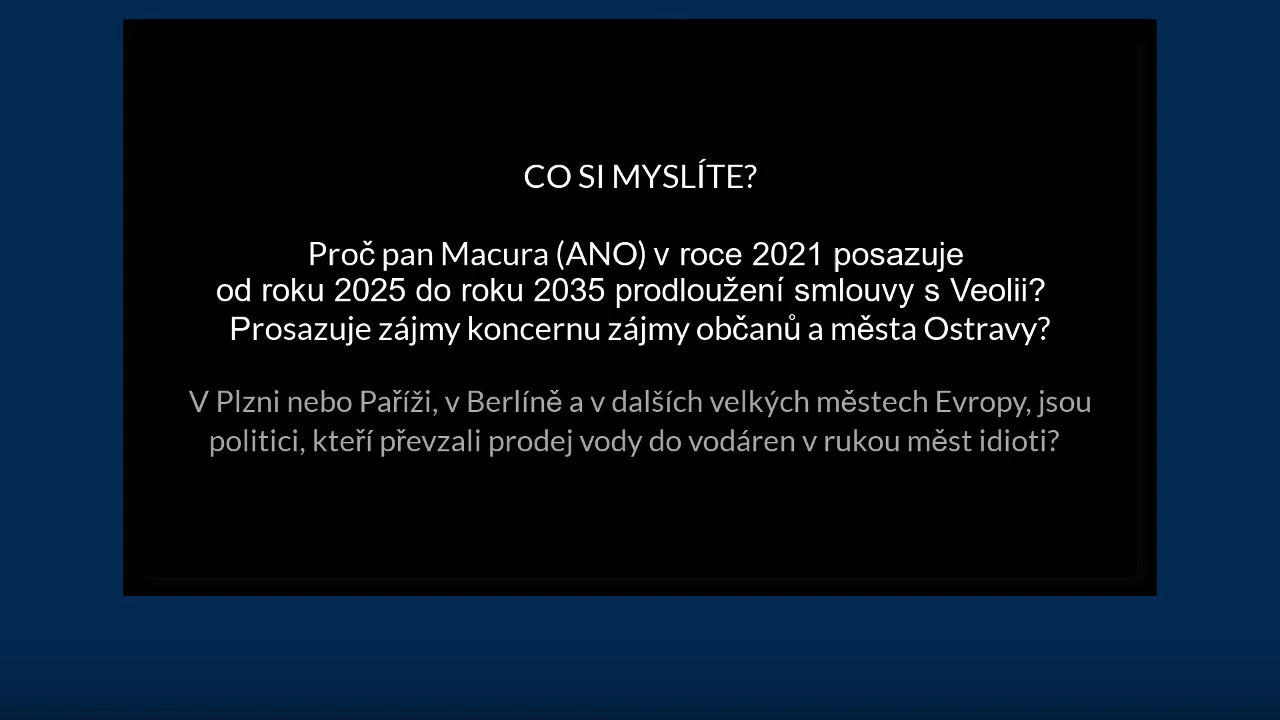 CO SI MYSLÍTE?
Proč pan Macura (ANO) v roce 2021 posazuje
od roku 2025 do roku 2035 prodloužení smlouvy s Veolii?
Prosazuje zájmy koncernu zájmy občanů a města Ostravy?
V Plzni nebo Paříži, v Berlíně a v dalších velkých městech Evropy, jsou
politici, kteří převzali prodej vody do vodáren v rukou měst idioti?